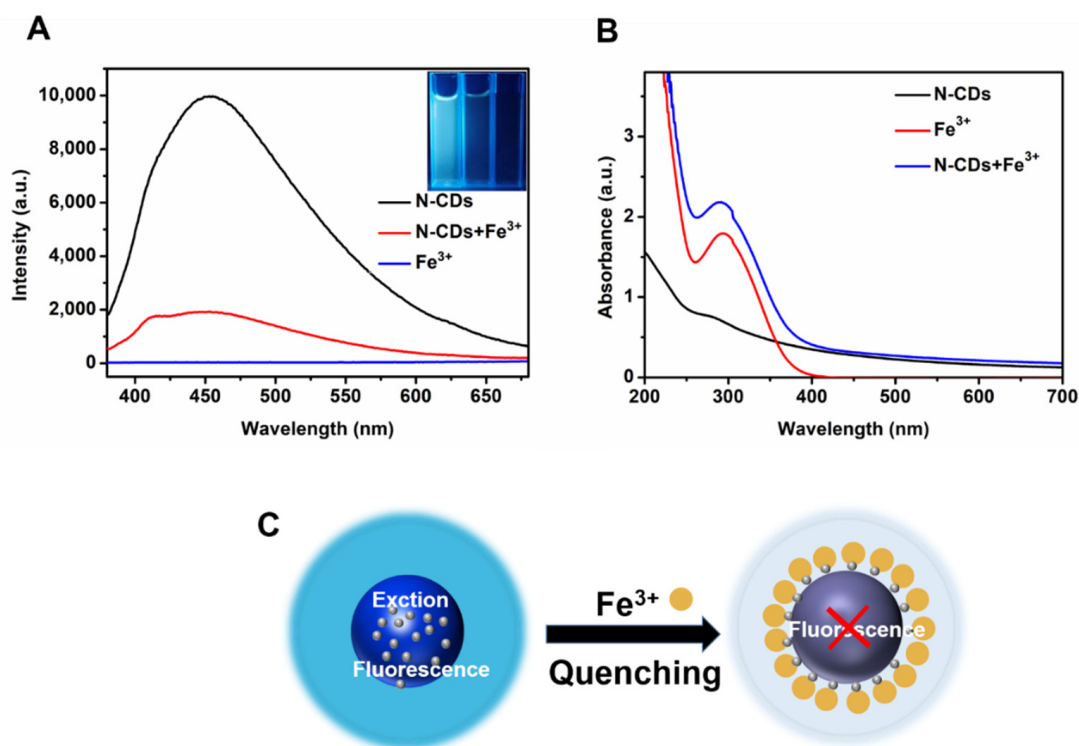 A
10,000
8,000
6,000
4,000
2,000
0
Intensity (a.u.)
400 450 500 550 600 650
Wavelength (nm)
N-CDs
N-CDs+Fe³⁺
Fe³⁺
B
3
2
1
0
Absorbance (a.u.)
200 300 400 500 600 700
Wavelength (nm)
N-CDs
Fe³⁺
N-CDs+Fe³⁺
C
Exction
Fluorescence
Fe³⁺
Quenching
Fluorescence